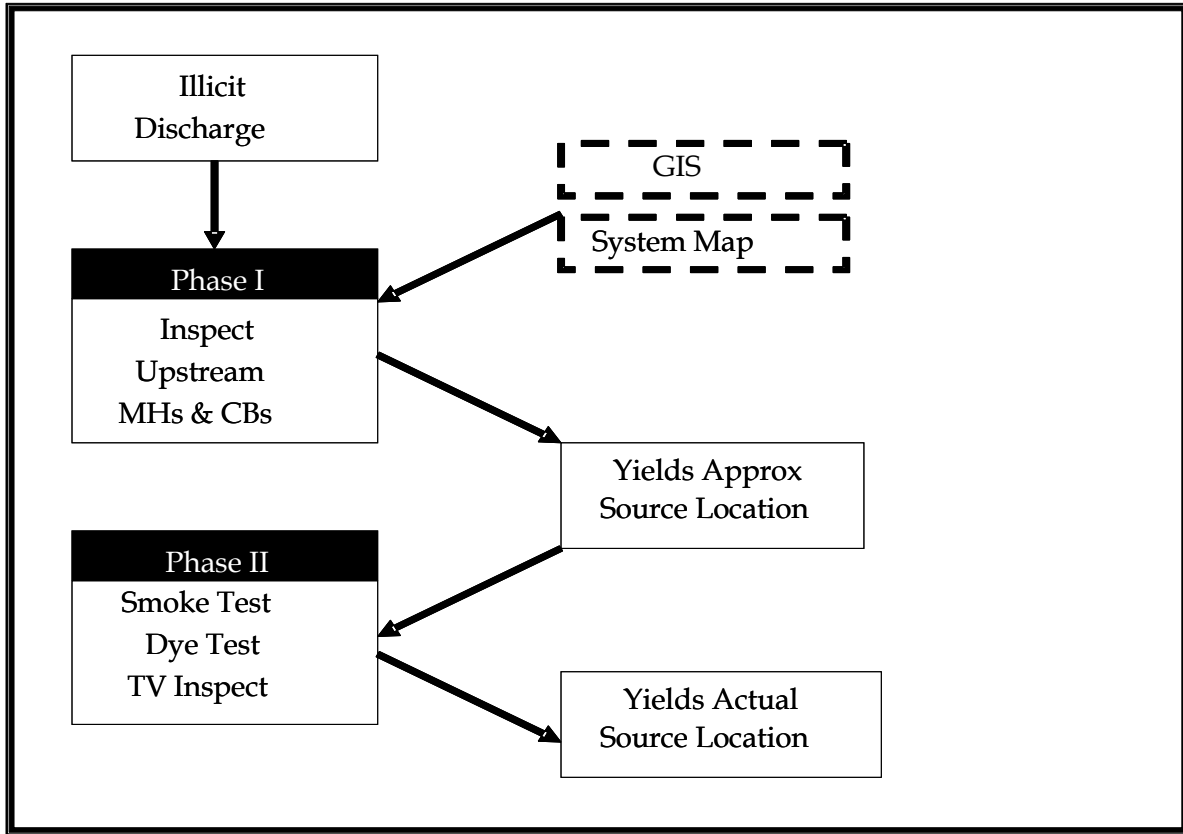 Illicit
Discharge
GIS
System Map
Phase I
Inspect
Upstream
MHs & CBs
Yields Approx
Source Location
Phase II
Smoke Test
Dye Test
TV Inspect
Yields Actual
Source Location